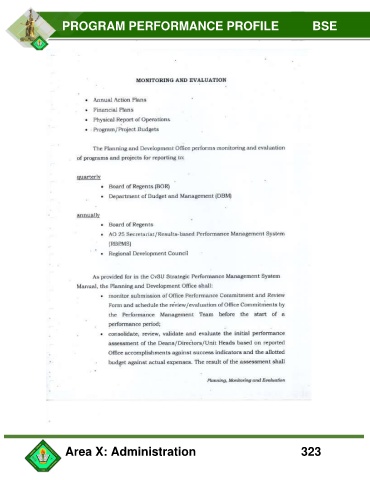 PROGRAM PERFORMANCE PROFILE BSE
MONITORING AND EVALUATION
• Annual Action Plans
• Financial Plans
• Physical Report of Operations
• Program/Project Budgets
The Planning and Development Office performs monitoring and evaluation
of programs and projects for reporting to:
quarterly
• Board of Regents (BOR)
• Department of Budget and Management (DBM)
annually
• Board of Regents
• AO 25 Secretariat/Results-based Performance Management System
(RBPMS)
• Regional Development Council
As provided for in the CvSU Strategic Performance Management System
Manual, the Planning and Development Office shall:
• monitor submission of Office Performance Commitment and Review
Form and schedule the review/evaluation of Office Commitments by
the Performance Management Team before the start of a
performance period;
• consolidate, review, validate and evaluate the initial performance
assessment of the Deans/Directors/Unit Heads based on reported
Office accomplishments against success indicators and the allotted
budget against actual expenses. The result of the assessment shall
Planning, Monitoring and Evaluation
Area X: Administration 323